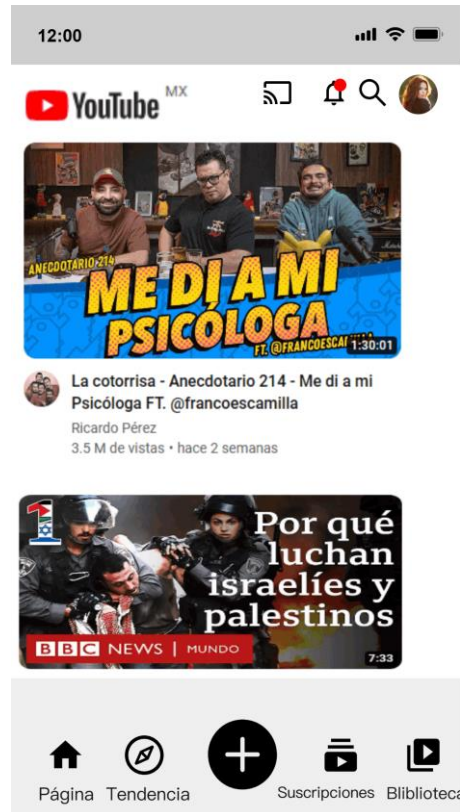 12:00
YouTube MX
ANECDOTARIO 214
ME DI A MI
PSICÓLOGA
FT. @FRANCOESCAMILLA
1:30:01
La cotorrisa - Anecdotario 214 - Me di a mi
Psicóloga FT. @francoescamilla
Ricardo Pérez
3.5 M de vistas • hace 2 semanas
1
Por qué
luchan
israelíes y
palestinos
BBC NEWS | MUNDO
7:33
Página Tendencia Suscripciones Bliblioteca